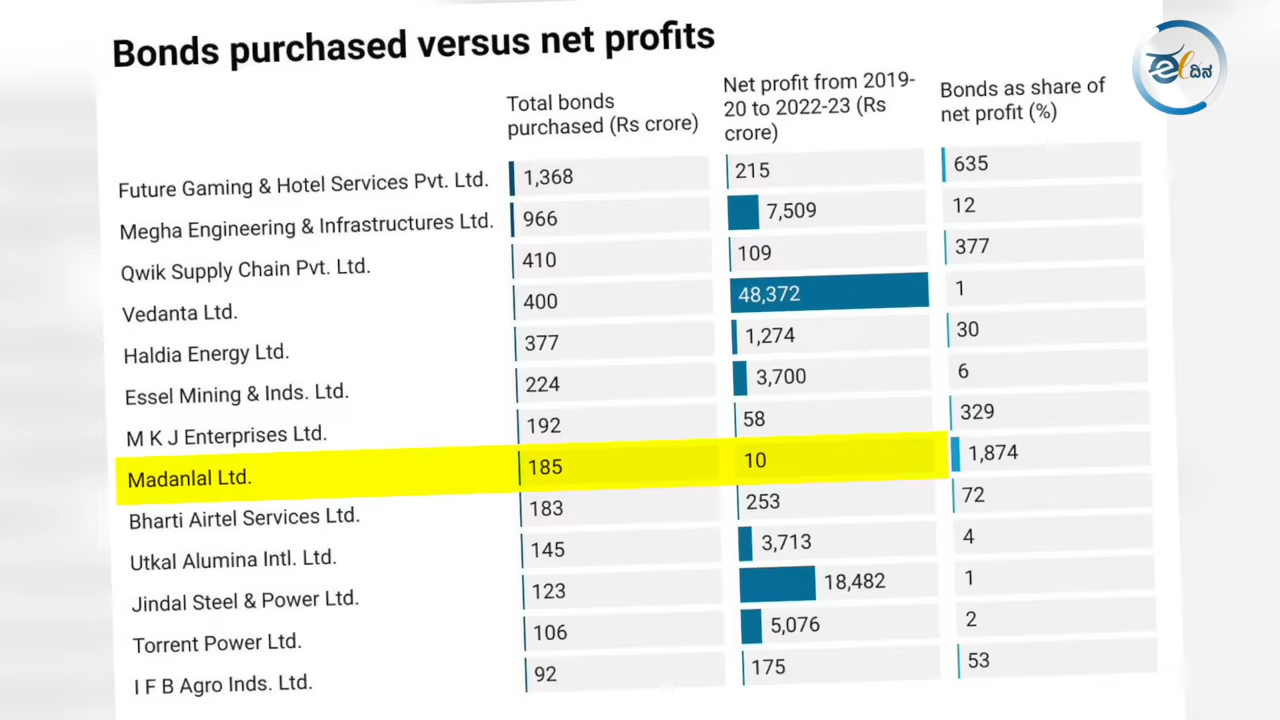 Bonds purchased versus net profits
elದಿನ
Total bonds
purchased (Rs crore)
Net profit from 2019-
20 to 2022-23 (Rs
crore)
Bonds as share of
net profit (%)
Future Gaming & Hotel Services Pvt. Ltd. 1,368 215 635
Megha Engineering & Infrastructures Ltd. 966 7,509 12
Qwik Supply Chain Pvt. Ltd. 410 109 377
Vedanta Ltd. 400 48,372 1
Haldia Energy Ltd. 377 1,274 30
Essel Mining & Inds. Ltd. 224 3,700 6
M K J Enterprises Ltd. 192 58 329
Madanlal Ltd. 185 10 1,874
Bharti Airtel Services Ltd. 183 253 72
Utkal Alumina Intl. Ltd. 145 3,713 4
Jindal Steel & Power Ltd. 123 18,482 1
Torrent Power Ltd. 106 5,076 2
I F B Agro Inds. Ltd. 92 175 53